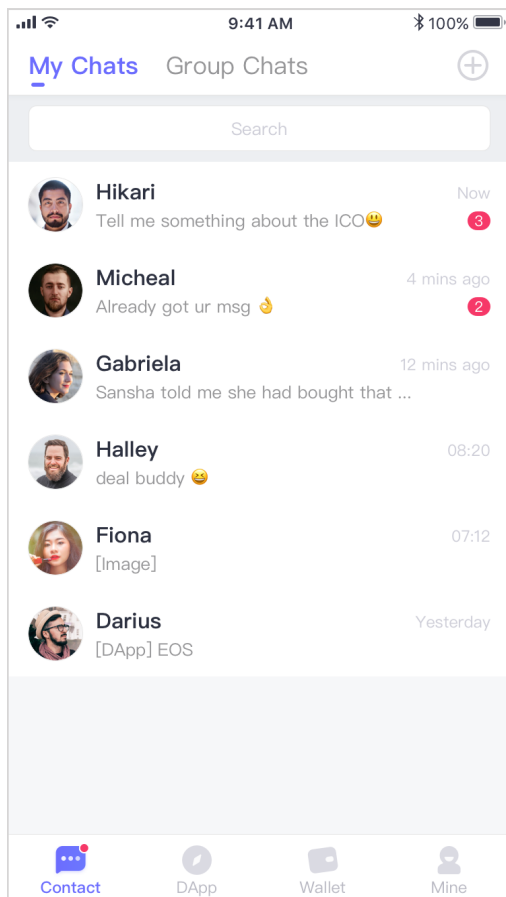 9:41 AM
100%
My Chats
Group Chats
Search
Hikari
Now
Tell me something about the ICO😃
3
Micheal
4 mins ago
Already got ur msg 👌
2
Gabriela
12 mins ago
Sansha told me she had bought that ...
Halley
08:20
deal buddy 😆
Fiona
07:12
[Image]
Darius
Yesterday
[DApp] EOS
Contact
DApp
Wallet
Mine